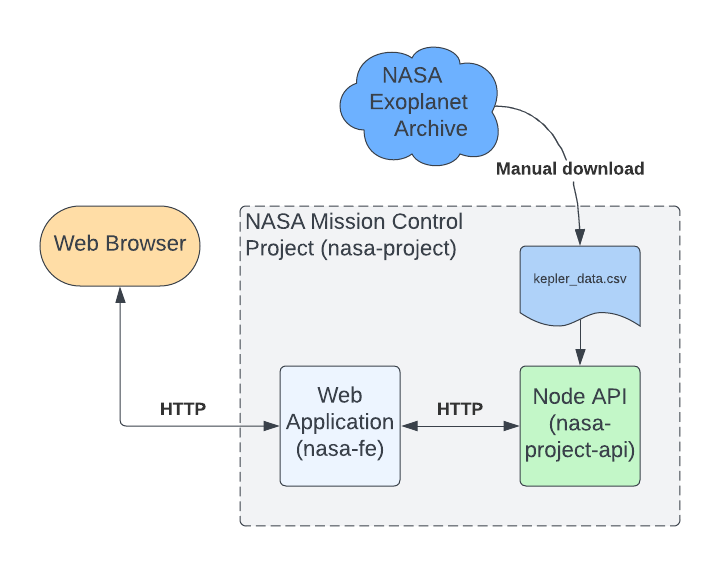 NASA
Exoplanet
Archive
Manual download
NASA Mission Control
Project (nasa-project)
Web Browser
kepler_data.csv
Web
Application
(nasa-fe)
Node API
(nasa-
project-api)
HTTP
HTTP